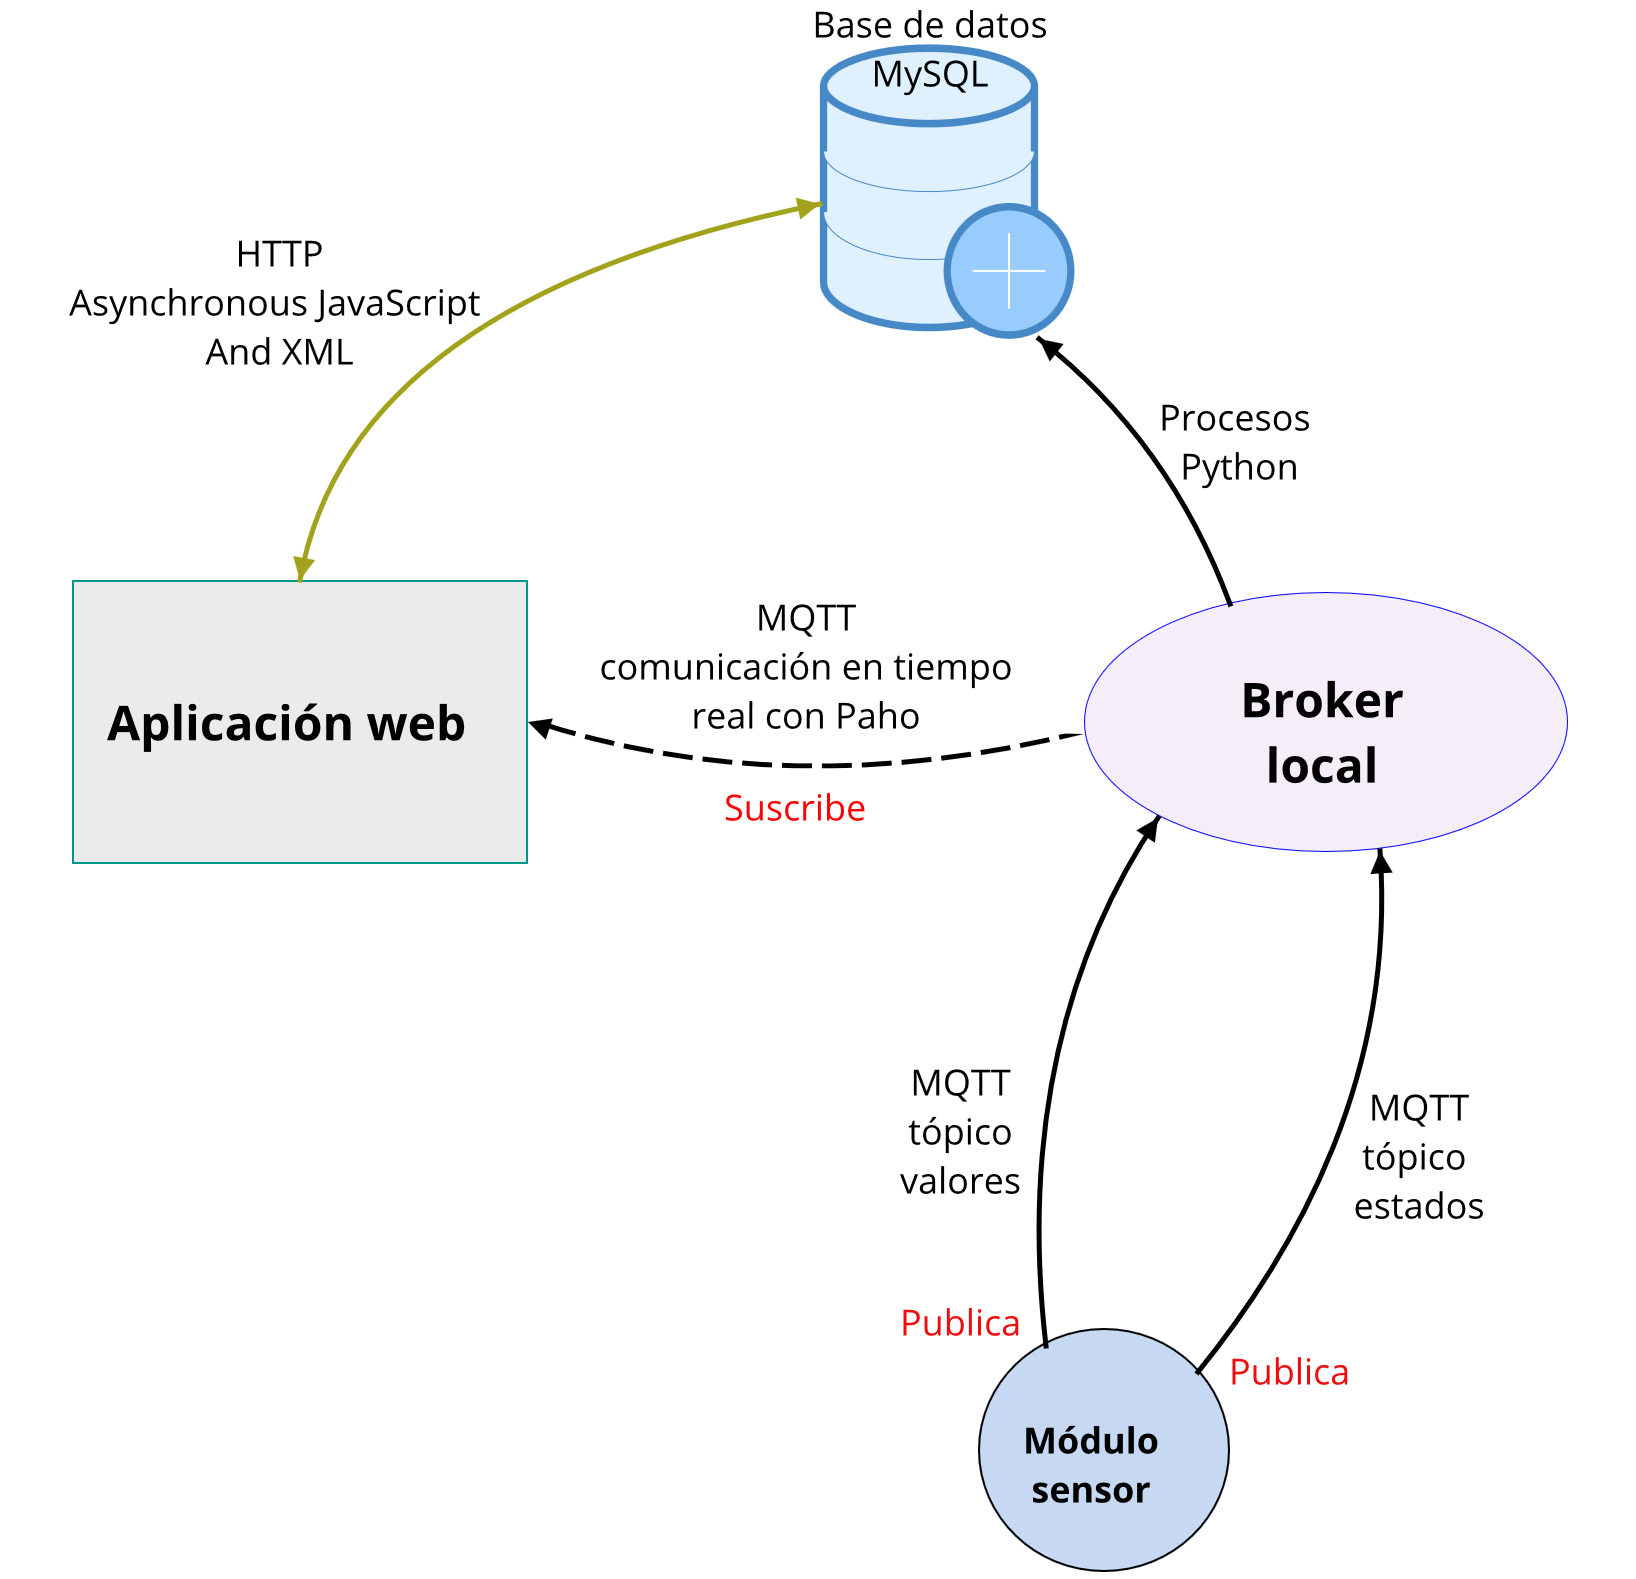 Base de datos
MySQL
HTTP
Asynchronous JavaScript
And XML
Procesos
Python
MQTT
comunicación en tiempo
real con Paho
Suscribe
Aplicación web
Broker
local
MQTT
tópico
valores
MQTT
tópico
estados
Publica
Publica
Módulo
sensor